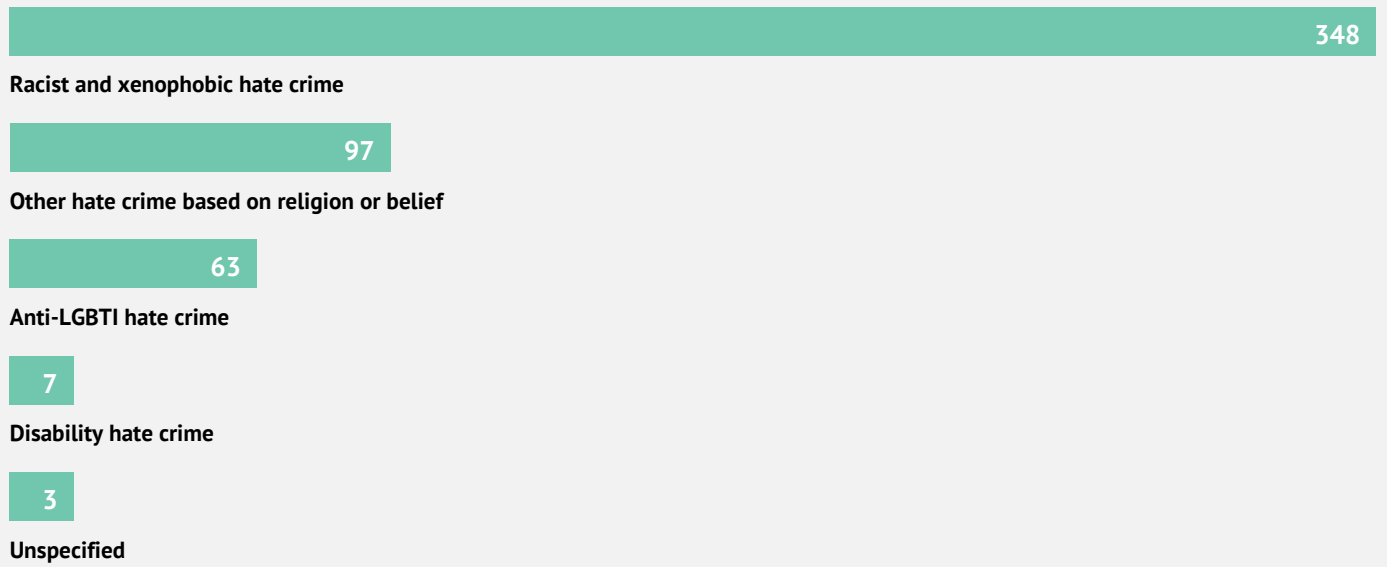 348
Racist and xenophobic hate crime
97
Other hate crime based on religion or belief
63
Anti-LGBTI hate crime
7
Disability hate crime
3
Unspecified